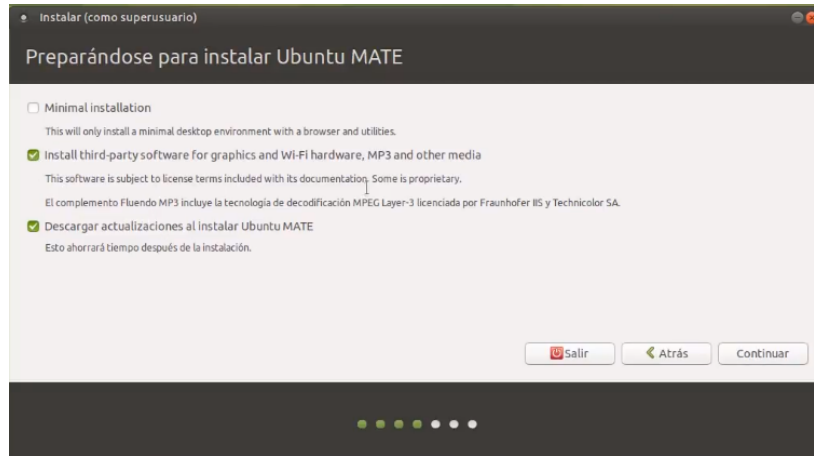 Instalar (como superusuario)
Preparándose para instalar Ubuntu MATE
Minimal installation
This will only install a minimal desktop environment with a browser and utilities.
Install third-party software for graphics and Wi-Fi hardware, MP3 and other media
This software is subject to license terms included with its documentation. Some is proprietary.
El complemento Fluendo MP3 incluye la tecnología de decodificación MPEG Layer-3 licenciada por Fraunhofer IIS y Technicolor SA.
Descargar actualizaciones al instalar Ubuntu MATE
Esto ahorrará tiempo después de la instalación.
Salir
Atrás
Continuar